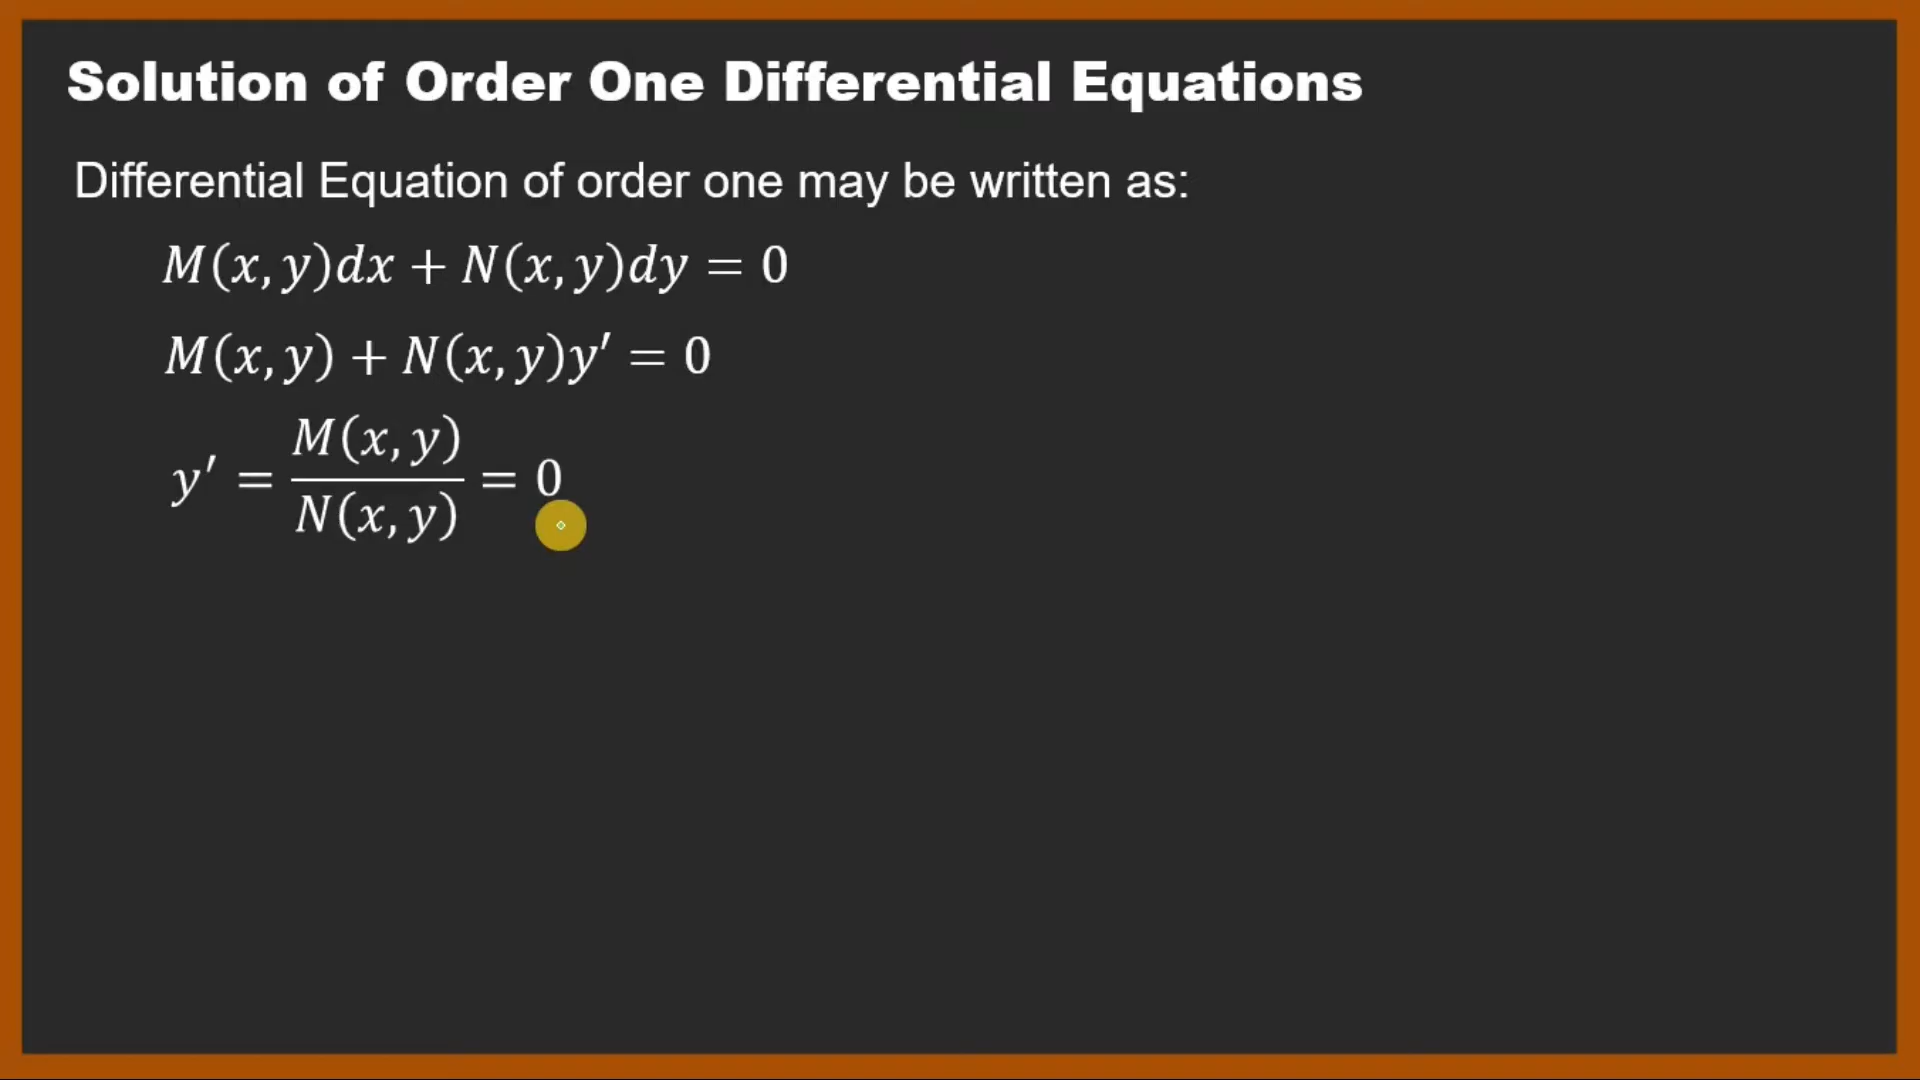 Solution of Order One Differential Equations
Differential Equation of order one may be written as:
M(x, y)dx + N(x, y)dy = 0
M(x, y) + N(x, y)y′ = 0
y′ = M(x, y)/N(x, y) = 0